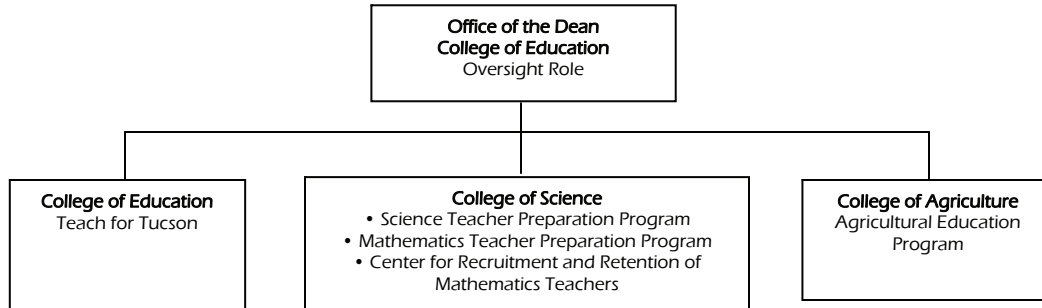 Office of the Dean
College of Education
Oversight Role
College of Education
Teach for Tucson
College of Science
• Science Teacher Preparation Program
• Mathematics Teacher Preparation Program
• Center for Recruitment and Retention of
Mathematics Teachers
College of Agriculture
Agricultural Education
Program